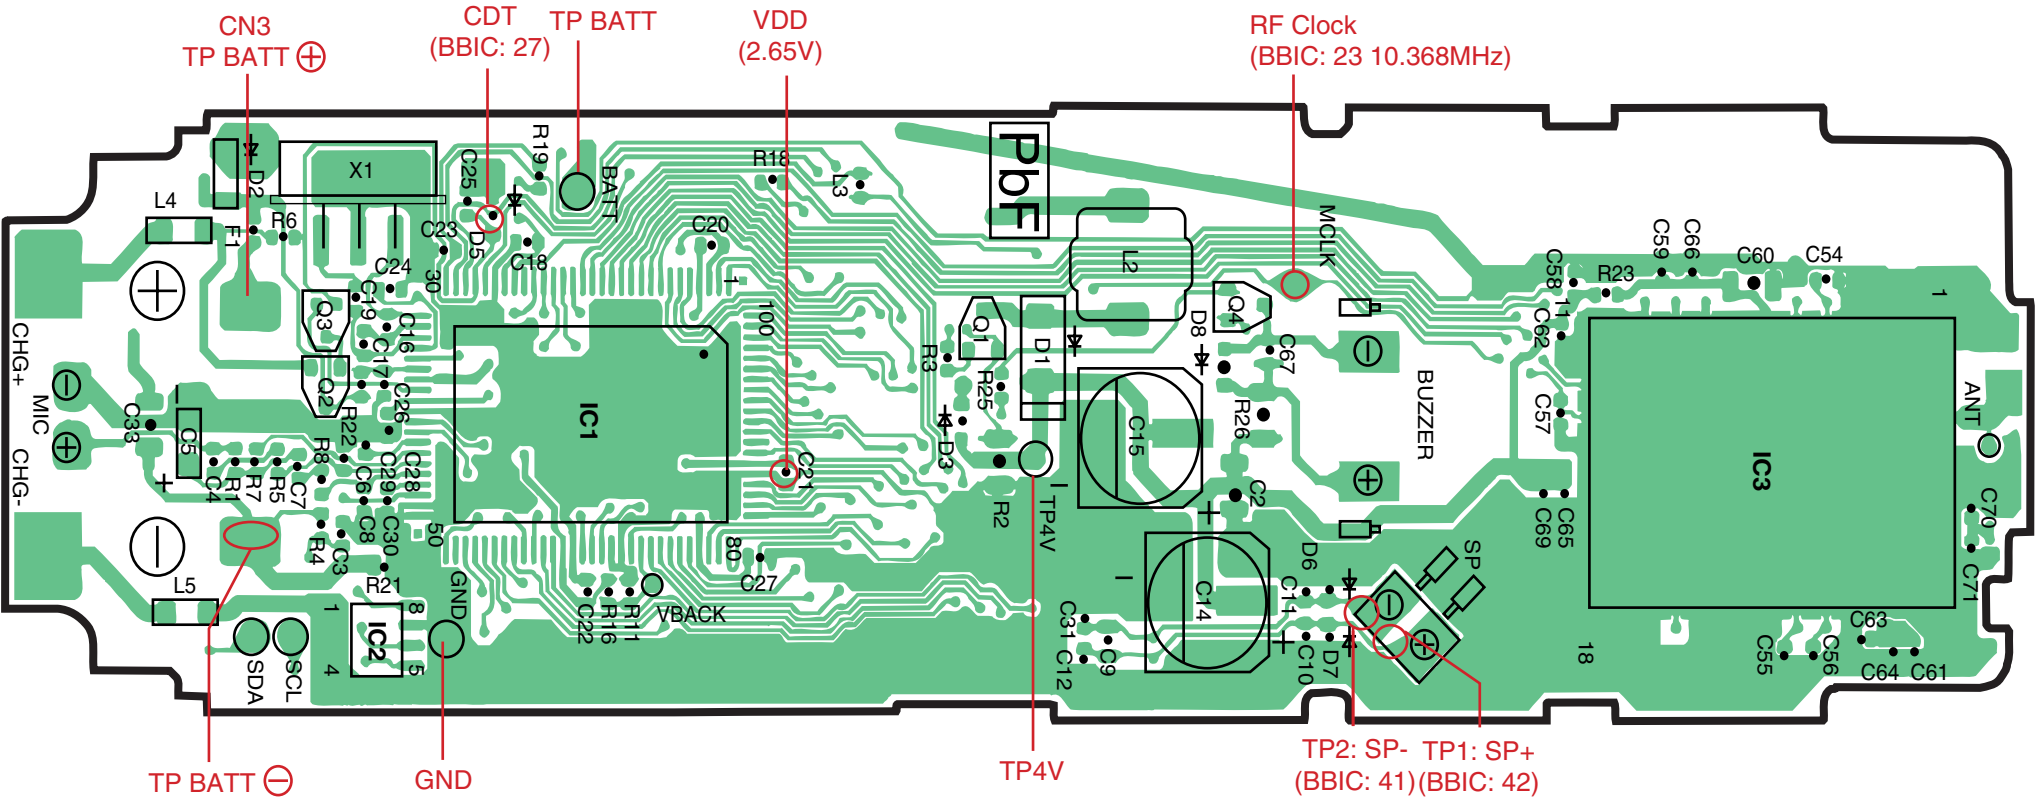 CN3
TP BATT ⊕
CDT
(BBIC: 27)
TP BATT
VDD
(2.65V)
RF Clock
(BBIC: 23 10.368MHz)
D2
X1
C25
R19
BATT
R18
L3
PbF
L4
F1
R6
C23
D5
C18
C20
L2
MCLK
C24
30
1
C58
R23
C59
C66
C60
C54
1
CHG+
Q3
C19
C16
100
Q1
D1
Q4
D8
11
C62
C17
R3
C67
MIC
Q2
C26
IC1
R25
BUZZER
ANT
C33
C5
R22
R8
C15
R26
C57
D3
CHG-
+
C4
R1
R7
R5
C7
C6
C29
C28
C21
R2
TP4V
C2
IC3
C69
C65
C70
R4
C3
C8
C30
50
80
C27
D6
SP
L5
R21
GND
C22
R16
R11
VBACK
C14
C11
C71
1
8
IC2
4
5
SDA
SCL
C31
C12
C9
C10
D7
18
C55
C56
C63
C64
C61
TP BATT ⊖
GND
TP4V
TP2: SP-
(BBIC: 41)
TP1: SP+
(BBIC: 42)